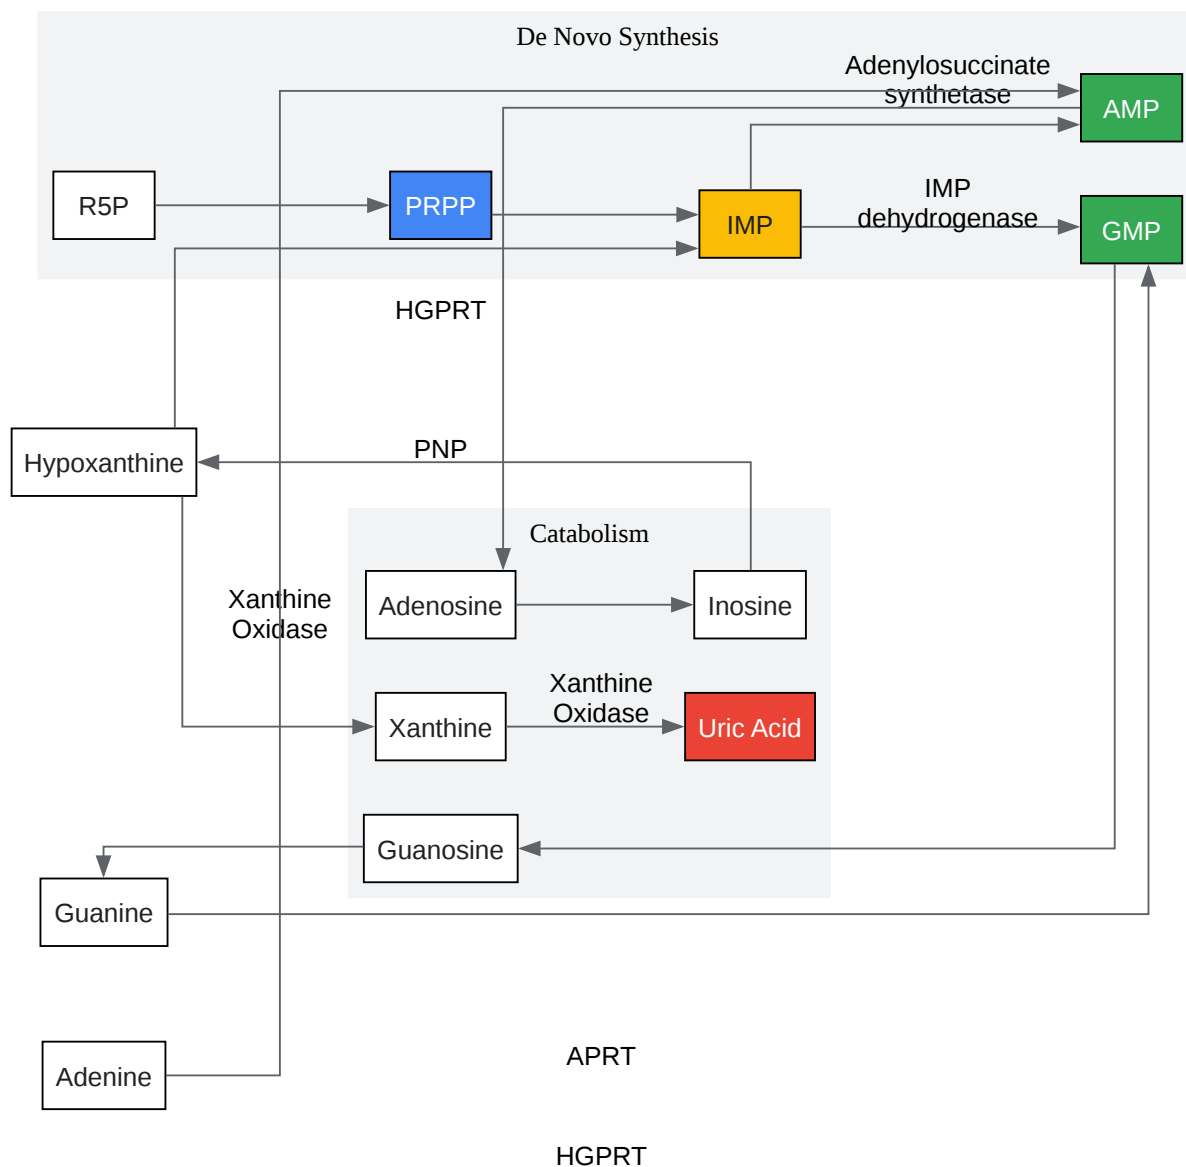 De Novo Synthesis
Adenylosuccinate
synthetase
AMP
R5P
PRPP
IMP
IMP
dehydrogenase
GMP
HGPRT
Hypoxanthine
PNP
Catabolism
Xanthine
Oxidase
Adenosine
Inosine
Xanthine
Xanthine
Oxidase
Uric Acid
Guanosine
Guanine
Adenine
APRT
HGPRT